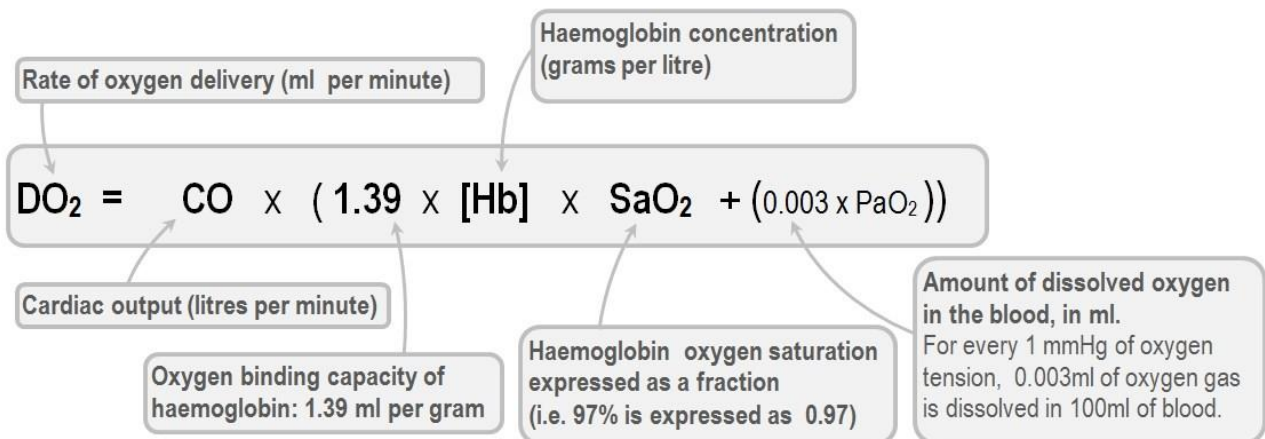 Haemoglobin concentration
(grams per litre)
Rate of oxygen delivery (ml per minute)
DO₂ = CO x (1.39 x [Hb] x SaO₂ + (0.003 x PaO₂))
Cardiac output (litres per minute)
Oxygen binding capacity of
haemoglobin: 1.39 ml per gram
Haemoglobin oxygen saturation
expressed as a fraction
(i.e. 97% is expressed as 0.97)
Amount of dissolved oxygen
in the blood, in ml.
For every 1 mmHg of oxygen
tension, 0.003ml of oxygen gas
is dissolved in 100ml of blood.